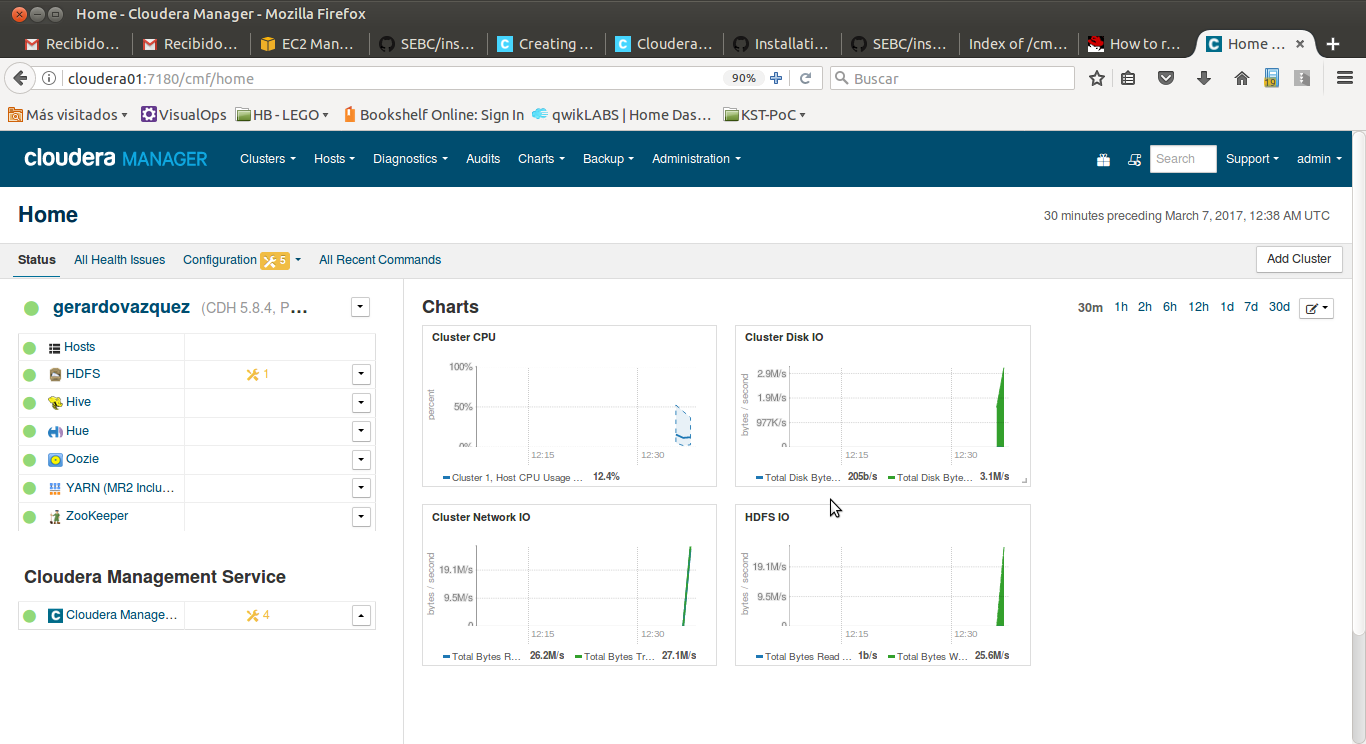 Home - Cloudera Manager - Mozilla Firefox
Recibido... Recibido... EC2 Man... SEBC/ins... Creating ... Cloudera... Installati... SEBC/ins... Index of /cm... How to r... Home ...
cloudera01:7180/cmf/home 90% Buscar 19
Más visitados VisualOps HB - LEGO Bookshelf Online: Sign In qwikLABS | Home Das... KST-PoC
cloudera MANAGER Clusters Hosts Diagnostics Audits Charts Backup Administration Search Support admin
Home 30 minutes preceding March 7, 2017, 12:38 AM UTC
Status All Health Issues Configuration 5 All Recent Commands Add Cluster
gerardovazquez (CDH 5.8.4, P...
Hosts
HDFS 1
Hive
Hue
Oozie
YARN (MR2 Inclu...
ZooKeeper
Cloudera Management Service
C Cloudera Manage... 4
Charts 30m 1h 2h 6h 12h 1d 7d 30d
Cluster CPU
percent
100%
50%
0%
12:15 12:30
Cluster 1, Host CPU Usage ... 12.4%
Cluster Disk IO
bytes / second
2.9M/s
1.9M/s
977K/s
0
12:15 12:30
Total Disk Byte... 205b/s Total Disk Byte... 3.1M/s
Cluster Network IO
bytes / second
19.1M/s
9.5M/s
0
12:15 12:30
Total Bytes R... 26.2M/s Total Bytes Tr... 27.1M/s
HDFS IO
bytes / second
19.1M/s
9.5M/s
0
12:15 12:30
Total Bytes Read ... 1b/s Total Bytes W... 25.6M/s